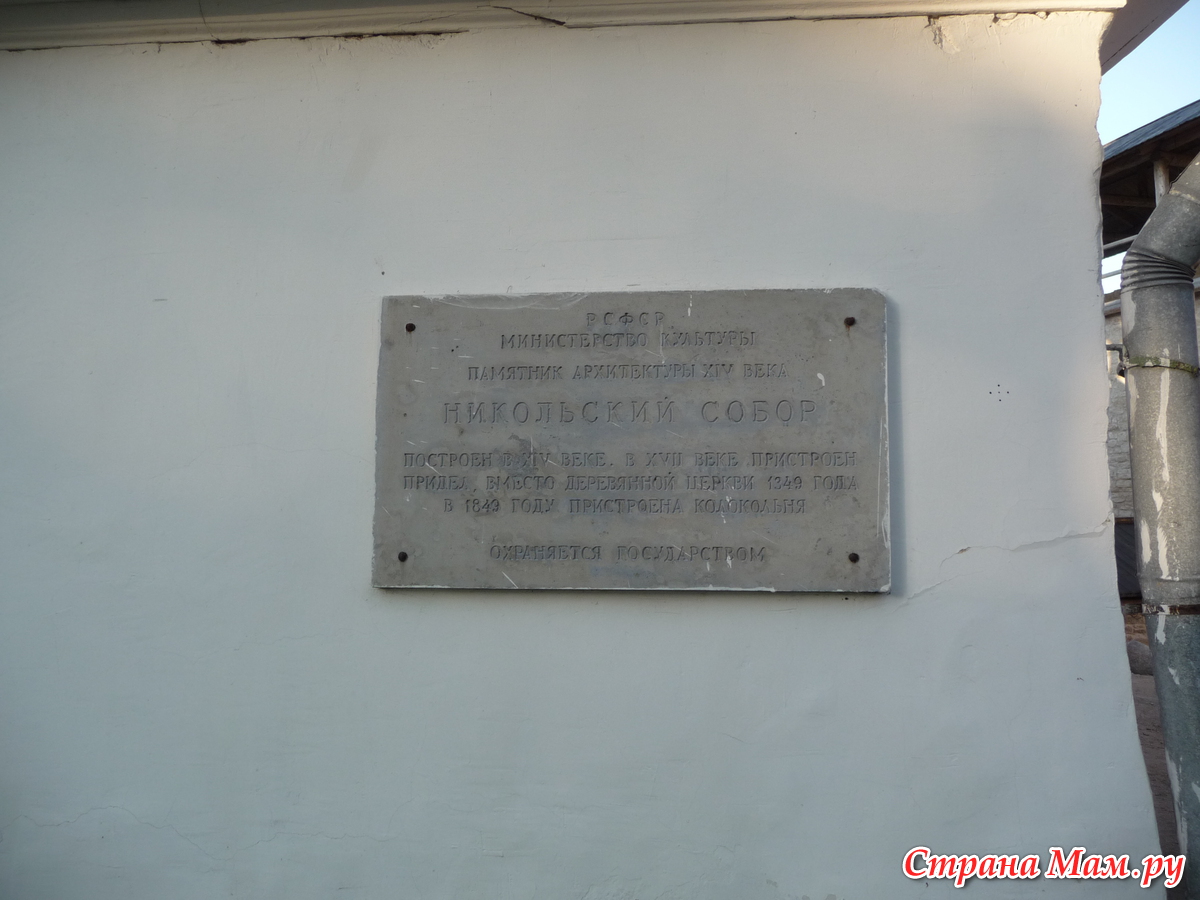 РСФСР
МИНИСТЕРСТВО КУЛЬТУРЫ
ПАМЯТНИК АРХИТЕКТУРЫ XIV ВЕКА
НИКОЛЬСКИЙ СОБОР
ПОСТРОЕН В XIV ВЕКЕ. В XVII ВЕКЕ ПРИСТРОЕН
ПРИДЕЛ ВМЕСТО ДЕРЕВЯННОЙ ЦЕРКВИ 1349 ГОДА
В 1849 ГОДУ ПРИСТРОЕНА КОЛОКОЛЬНЯ
ОХРАНЯЕТСЯ ГОСУДАРСТВОМ
Страна Мам.ру